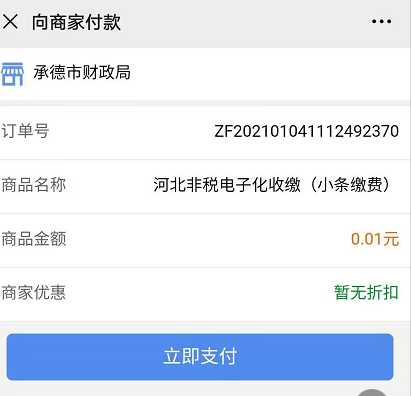 向商家付款
承德市财政局
订单号 ZF202101041112492370
商品名称 河北非税电子化收缴（小条缴费）
商品金额 0.01元
商家优惠 暂无折扣
立即支付